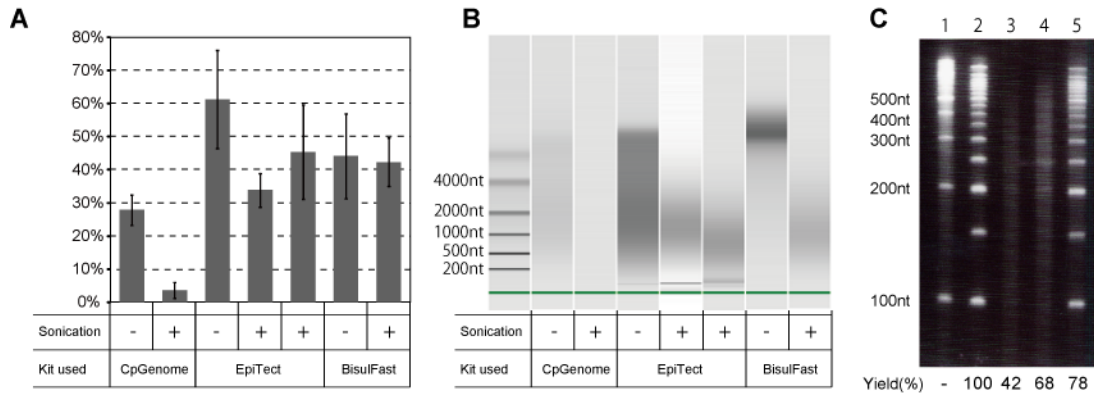 A
80%
70%
60%
50%
40%
30%
20%
10%
0%
Sonication - + - + + - +
Kit used CpGenome EpiTect BisulFast
B
4000nt
2000nt
1000nt
500nt
200nt
Sonication - + - + + - +
Kit used CpGenome EpiTect BisulFast
C
1 2 3 4 5
500nt
400nt
300nt
200nt
100nt
Yield(%) - 100 42 68 78